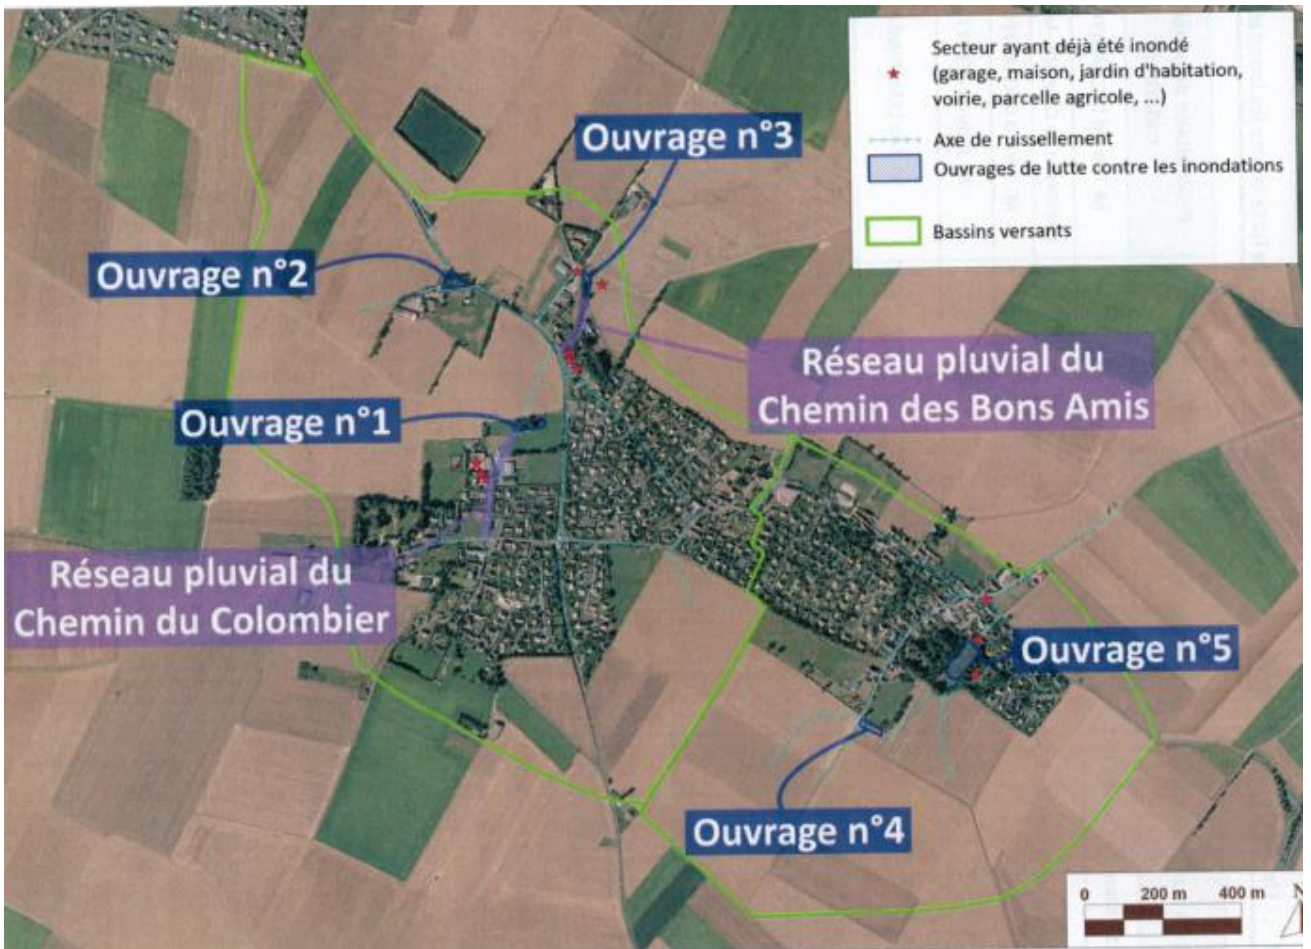 Secteur ayant déjà été inondé
(garage, maison, jardin d'habitation,
voirie, parcelle agricole, ...)
Axe de ruissellement
Ouvrages de lutte contre les inondations
Bassins versants
Ouvrage n°3
Ouvrage n°2
Réseau pluvial du
Chemin des Bons Amis
Ouvrage n°1
Réseau pluvial du
Chemin du Colombier
Ouvrage n°5
Ouvrage n°4
0 200 m 400 m N